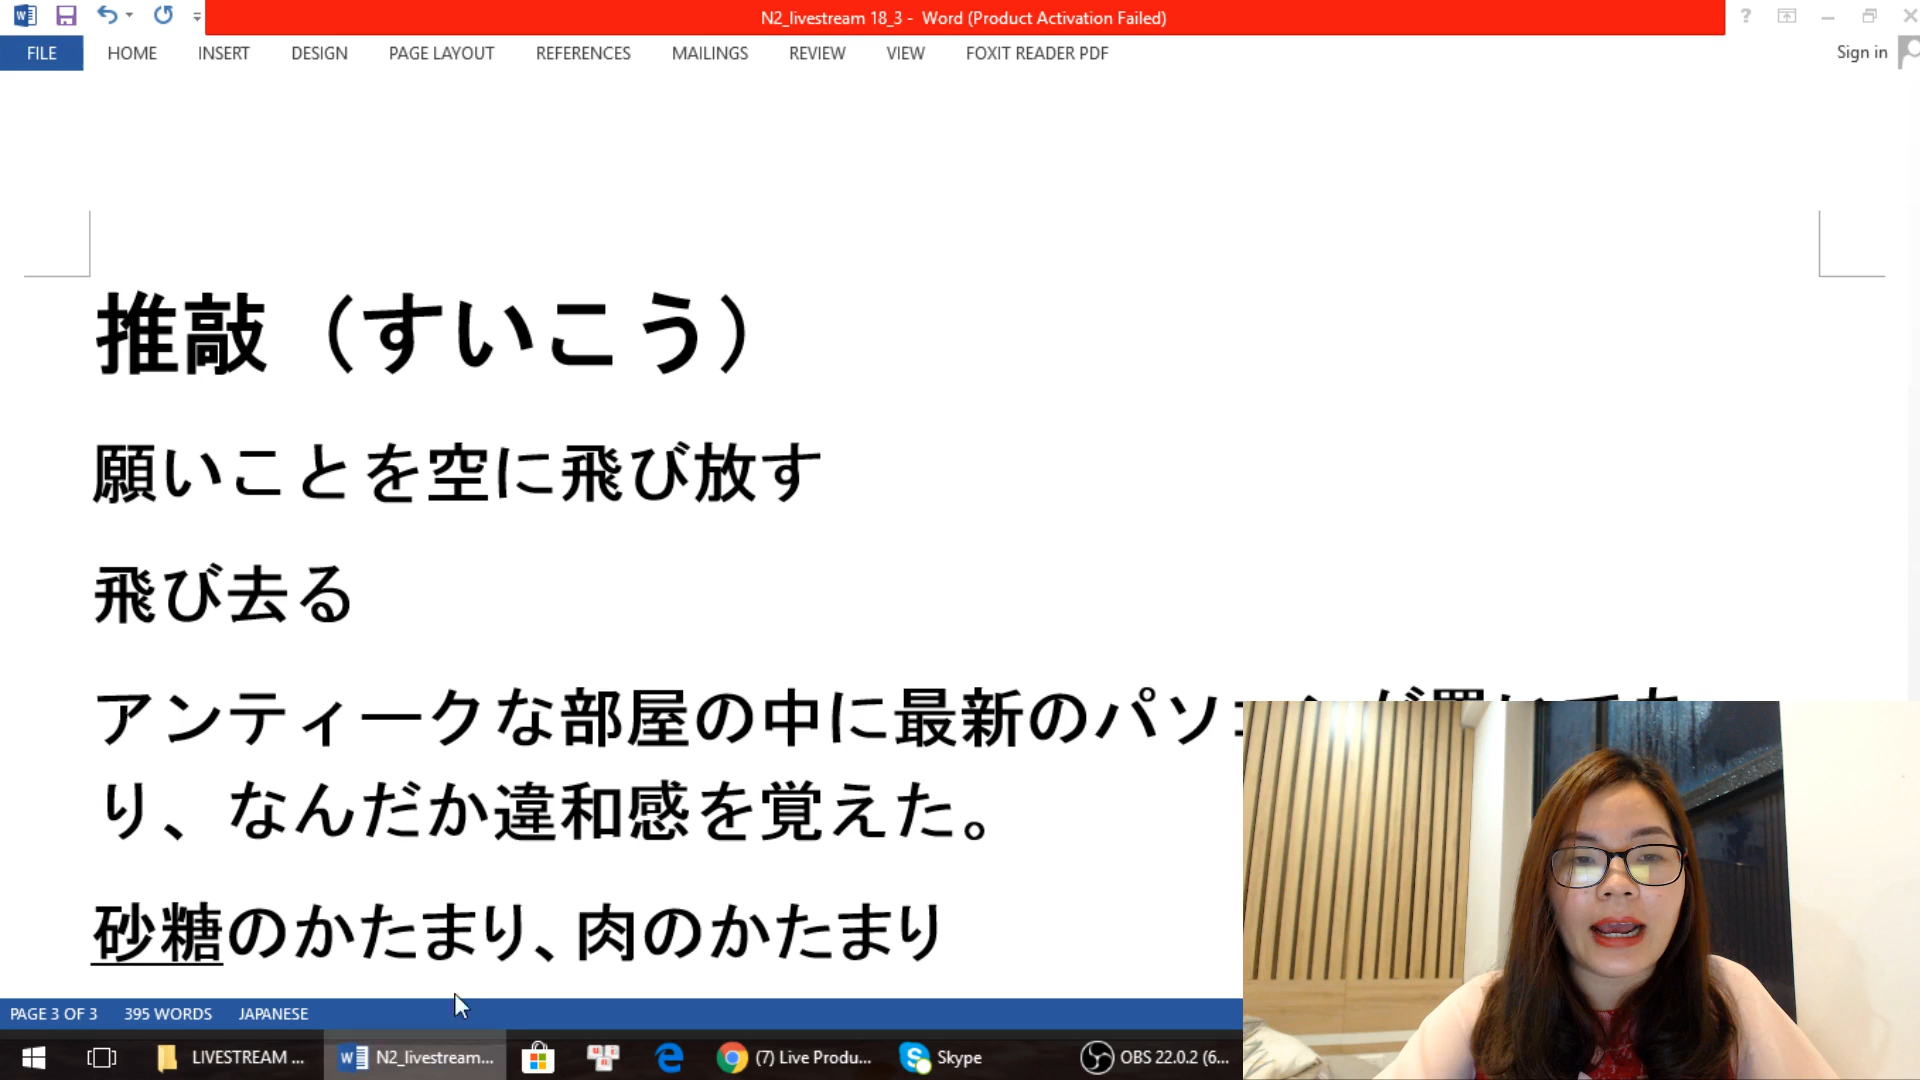 N2_livestream 18_3 - Word (Product Activation Failed)
FILE HOME INSERT DESIGN PAGE LAYOUT REFERENCES MAILINGS REVIEW VIEW FOXIT READER PDF Sign in
推敲（すいこう）
願いことを空に飛び放す
飛び去る
アンティークな部屋の中に最新のパソ
り、なんだか違和感を覚えた。
砂糖のかたまり、肉のかたまり
PAGE 3 OF 3 395 WORDS JAPANESE
LIVESTREAM ... N2_livestream... (7) Live Produ... Skype OBS 22.0.2 (6...